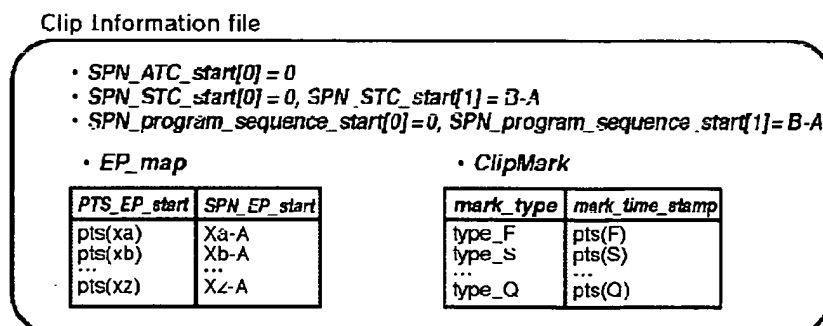 Clip Information file
• SPN_ATC_start[0] = 0
• SPN_STC_start[0] = 0, SPN_STC_start[1] = B-A
• SPN_program_sequence_start[0]=0, SPN_program_sequence_start[1]= B-A
• EP_map
PTS_EP_start SPN_EP_start
pts(xa) Xa-A
pts(xb) Xb-A
... ...
pts(xz) Xz-A
• ClipMark
mark_type mark_time_stamp
type_F pts(F)
type_S pts(S)
... ...
type_Q pts(Q)